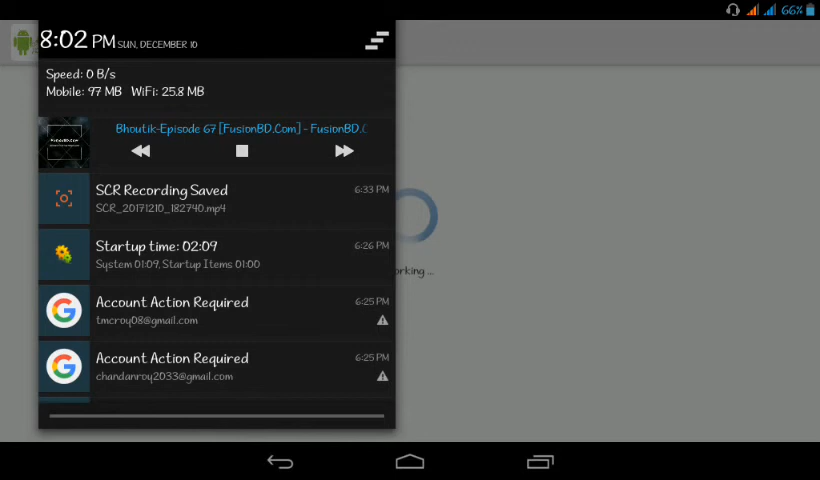 66%
8:02 PM SUN, DECEMBER 10
Speed: 0 B/s
Mobile: 97 MB WiFi: 25.8 MB
Bhoutik-Episode 67 [FusionBD.Com] - FusionBD.C
SCR Recording Saved 6:33 PM
SCR_20171210_182740.mp4
Startup time: 02:09 6:26 PM
System 01:09, Startup Items 01:00
Account Action Required 6:25 PM
tmcroy08@gmail.com
Account Action Required 6:25 PM
chandanroy2033@gmail.com
orking ...